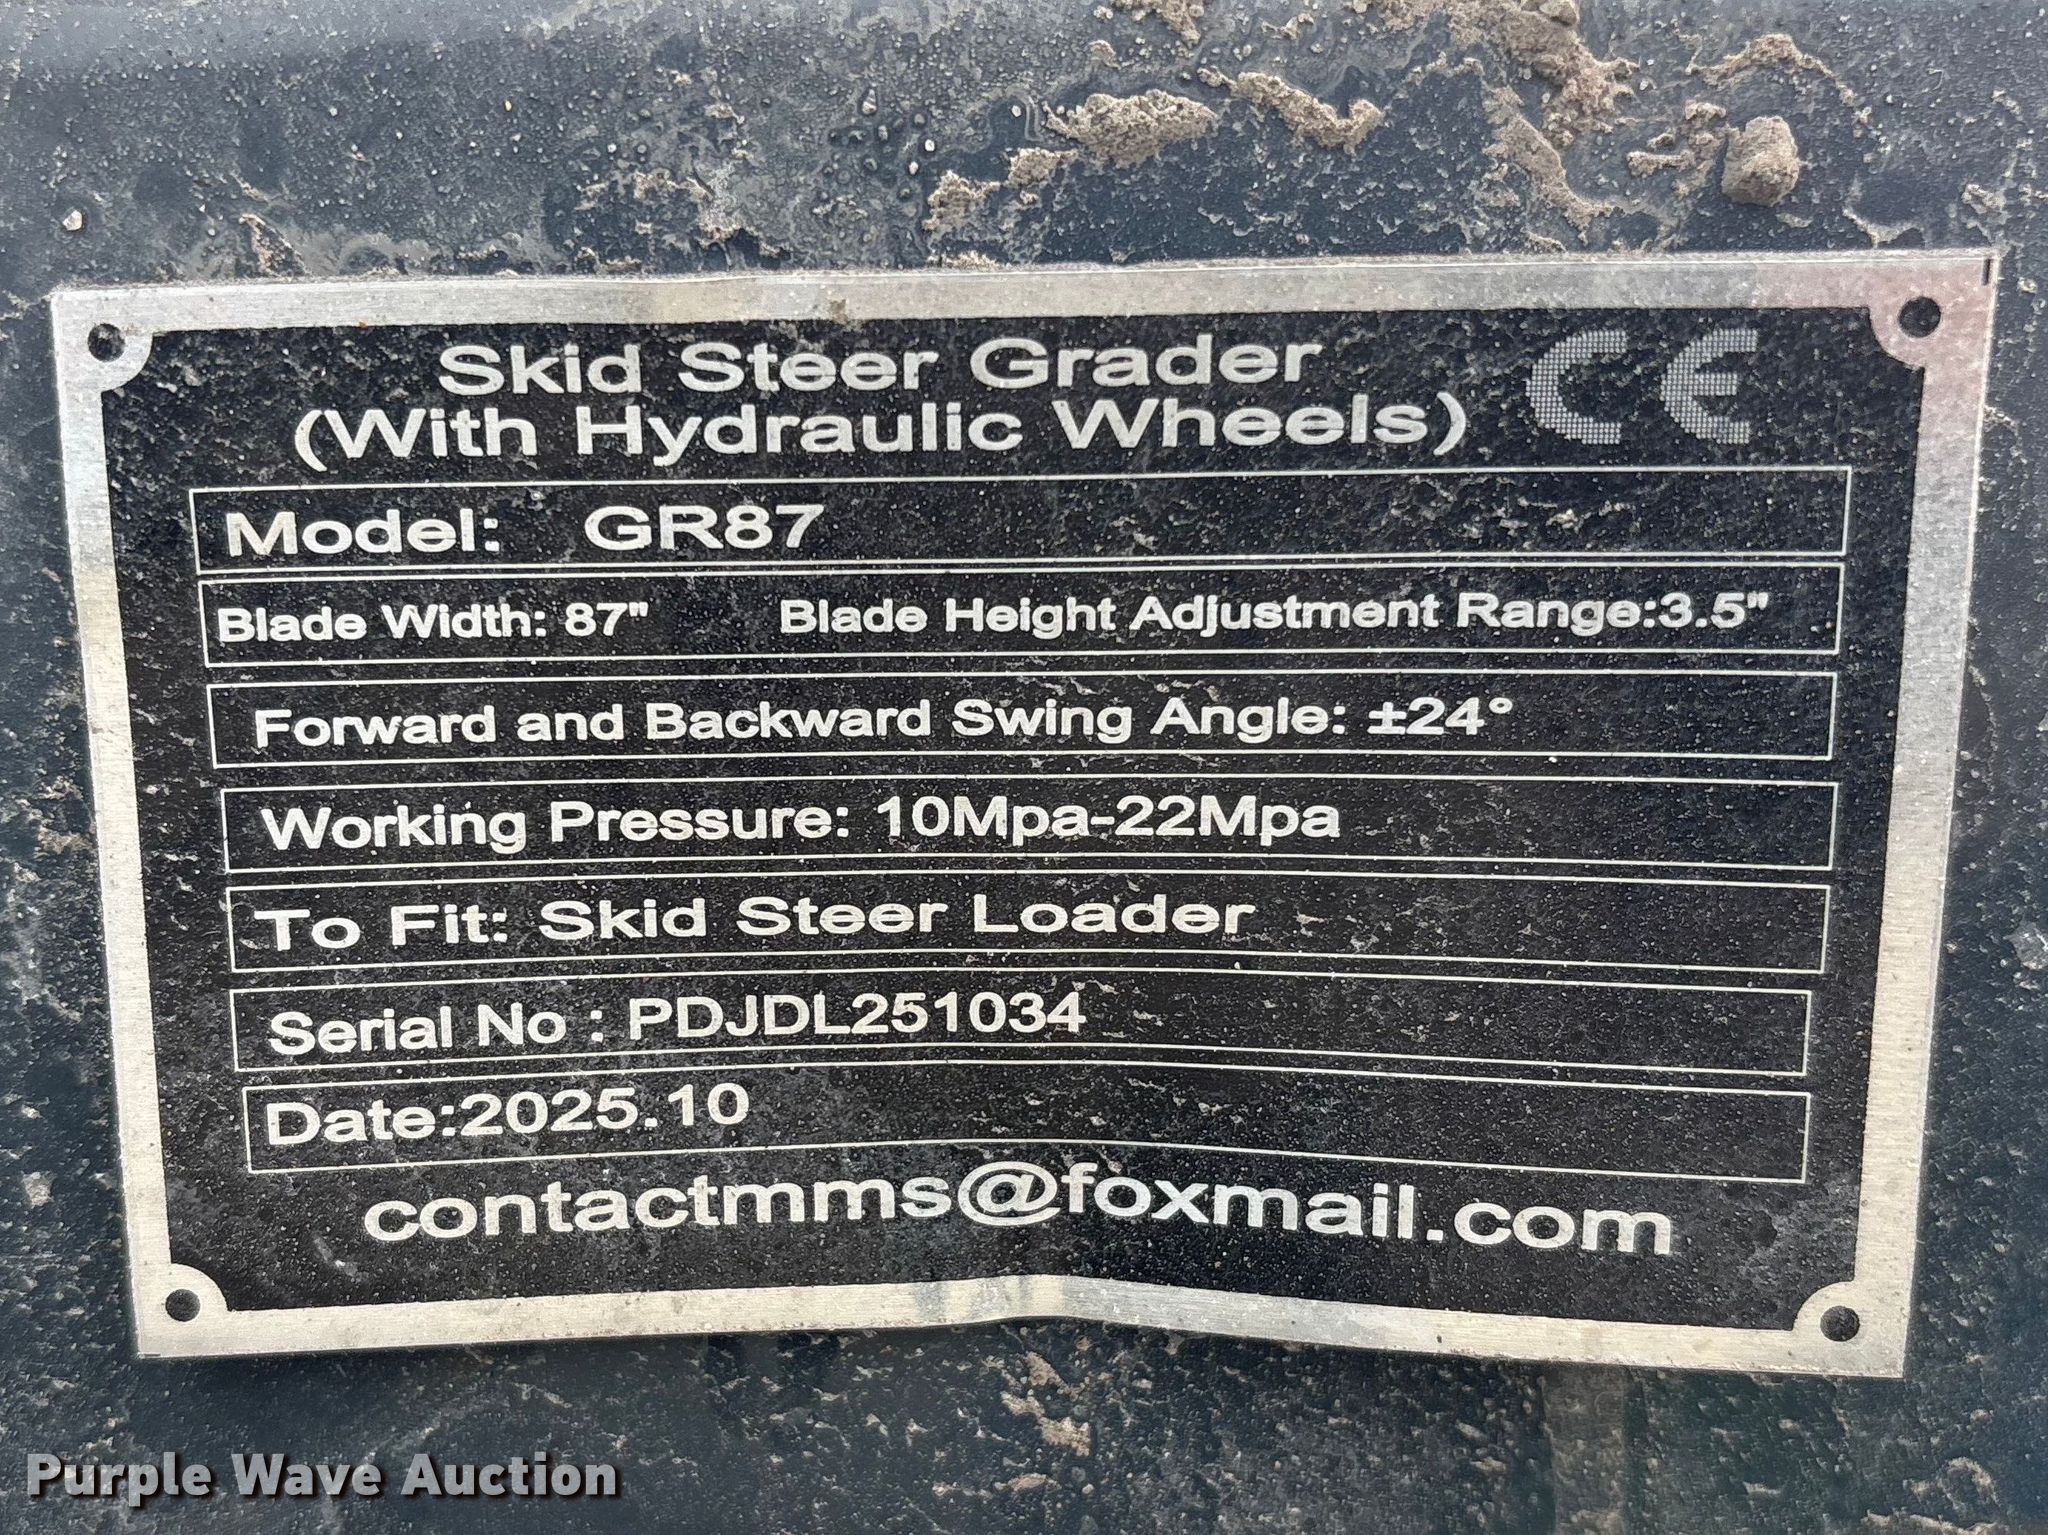 Skid Steer Grader
(With Hydraulic Wheels)
CE
Model: GR87
Blade Width: 87" Blade Height Adjustment Range:3.5"
Forward and Backward Swing Angle: ±24°
Working Pressure: 10Mpa-22Mpa
To Fit: Skid Steer Loader
Serial No : PDJDL251034
Date:2025.10
contactmms@foxmail.com
Purple Wave Auction